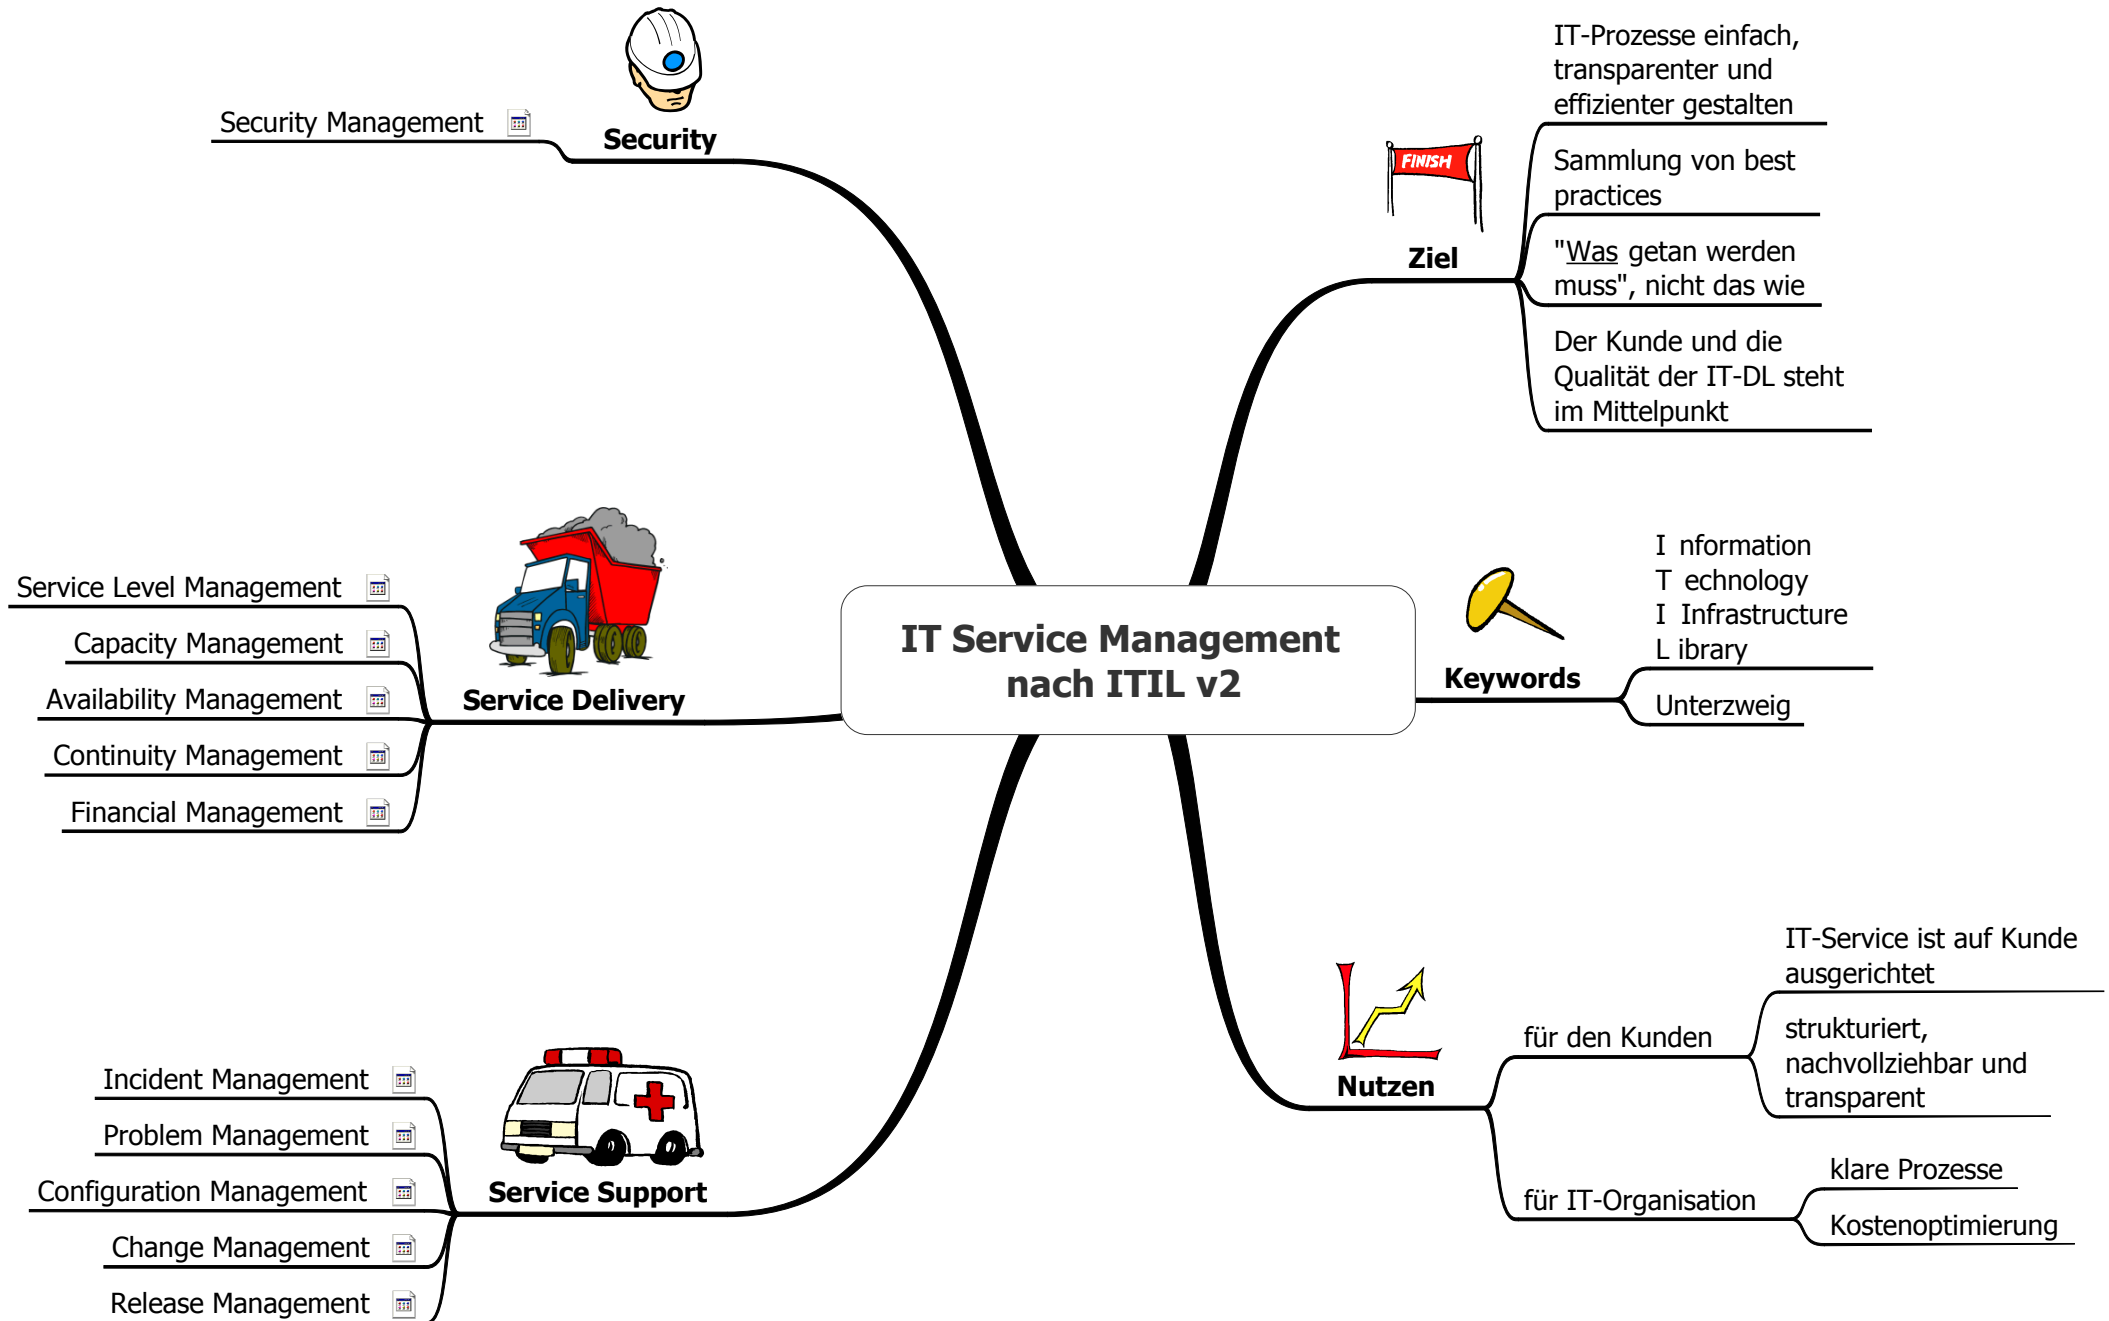 IT Service Management
nach ITIL v2
Ziel
FINISH
IT-Prozesse einfach,
transparenter und
effizienter gestalten
Sammlung von best
practices
"Was getan werden
muss", nicht das wie
Der Kunde und die
Qualität der IT-DL steht
im Mittelpunkt
Keywords
I nformation
T echnology
I Infrastructure
L ibrary
Unterzweig
Nutzen
für den Kunden
IT-Service ist auf Kunde
ausgerichtet
strukturiert,
nachvollziehbar und
transparent
für IT-Organisation
klare Prozesse
Kostenoptimierung
Security
Security Management
Service Delivery
Service Level Management
Capacity Management
Availability Management
Continuity Management
Financial Management
Service Support
Incident Management
Problem Management
Configuration Management
Change Management
Release Management